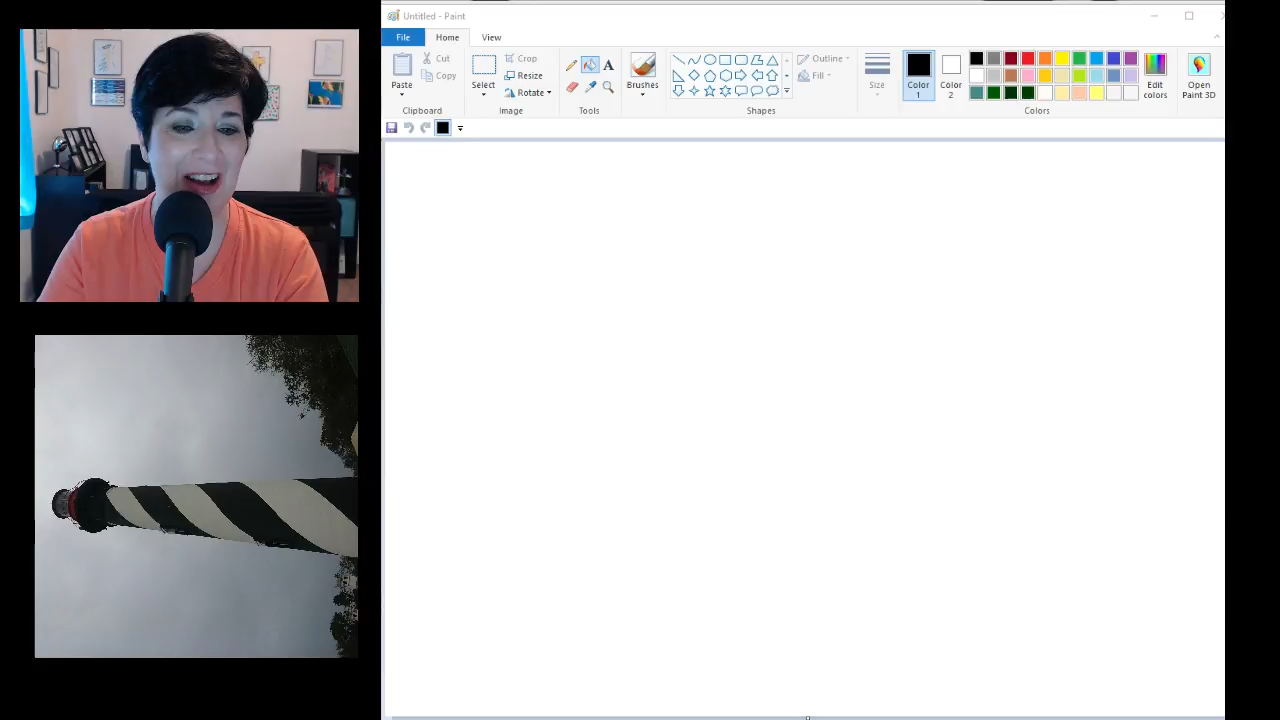 Untitled - Paint
File Home View
Paste
Cut
Copy
Clipboard
Select
Crop
Resize
Rotate
Image
A
Tools
Brushes
Shapes
Outline
Fill
Size
Color
1
Color
2
Colors
Edit
colors
Open
Paint 3D